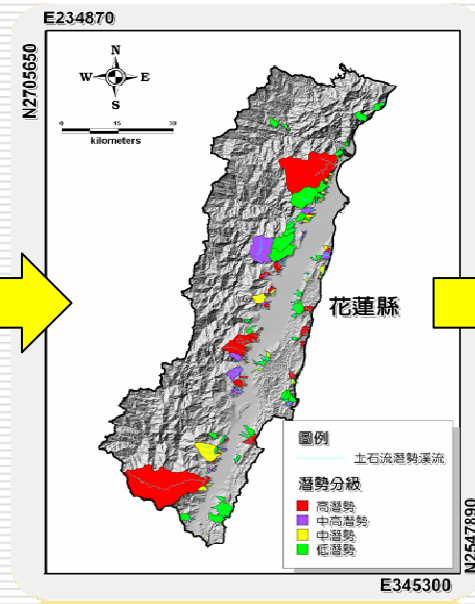 E234870
N2705650
N
W E
S
0 15 30
kilometers
花蓮縣
圖例
土石流潛勢溪流
潛勢分級
高潛勢
中高潛勢
中潛勢
低潛勢
N2547890
E345300